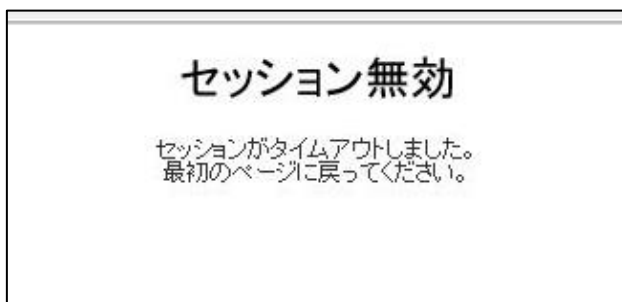 セッション無効
セッションがタイムアウトしました。
最初のページに戻ってください。